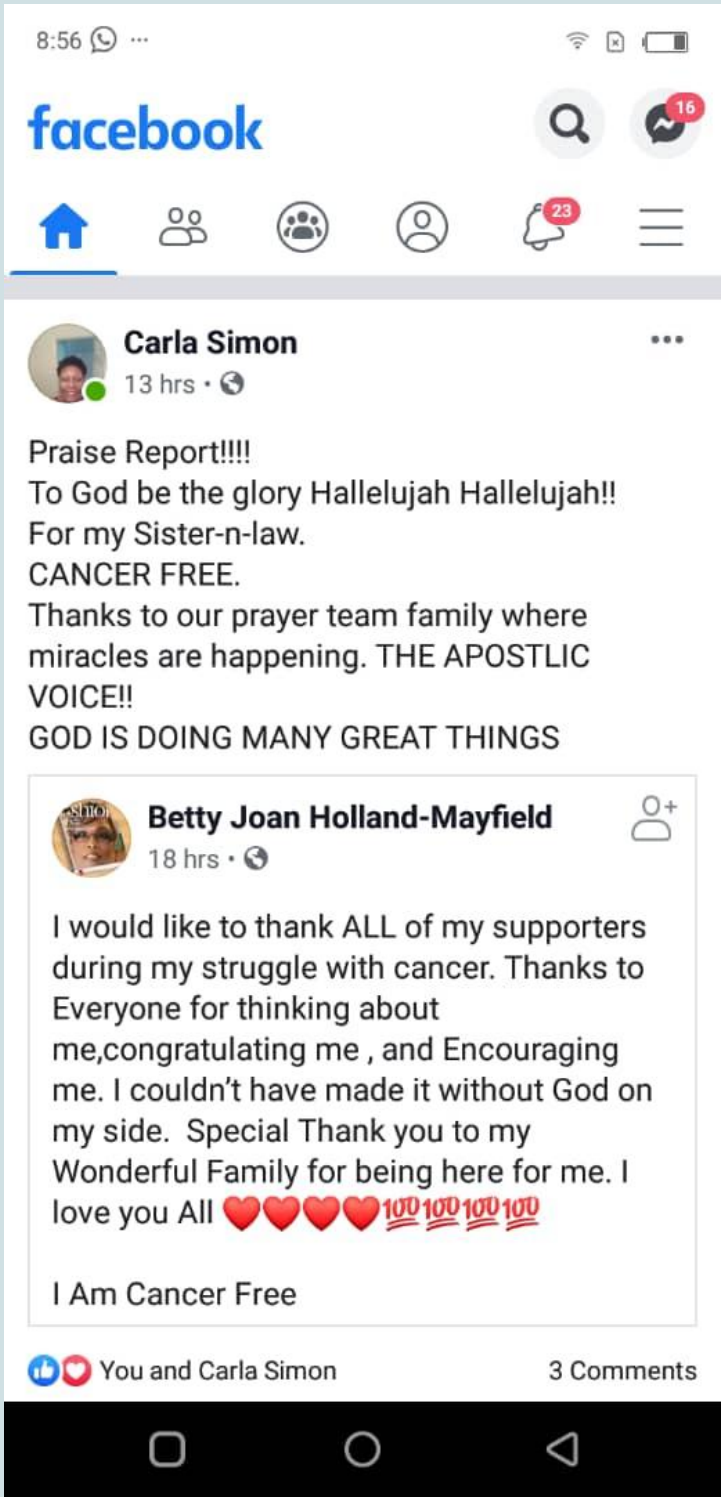 8:56 ...
facebook
16
23
Carla Simon
13 hrs •
Praise Report!!!!
To God be the glory Hallelujah Hallelujah!!
For my Sister-n-law.
CANCER FREE.
Thanks to our prayer team family where
miracles are happening. THE APOSTLIC
VOICE!!
GOD IS DOING MANY GREAT THINGS
Betty Joan Holland-Mayfield
18 hrs •
I would like to thank ALL of my supporters
during my struggle with cancer. Thanks to
Everyone for thinking about
me,congratulating me , and Encouraging
me. I couldn't have made it without God on
my side.  Special Thank you to my
Wonderful Family for being here for me. I
love you All ❤️❤️❤️❤️💯💯💯💯
I Am Cancer Free
You and Carla Simon
3 Comments